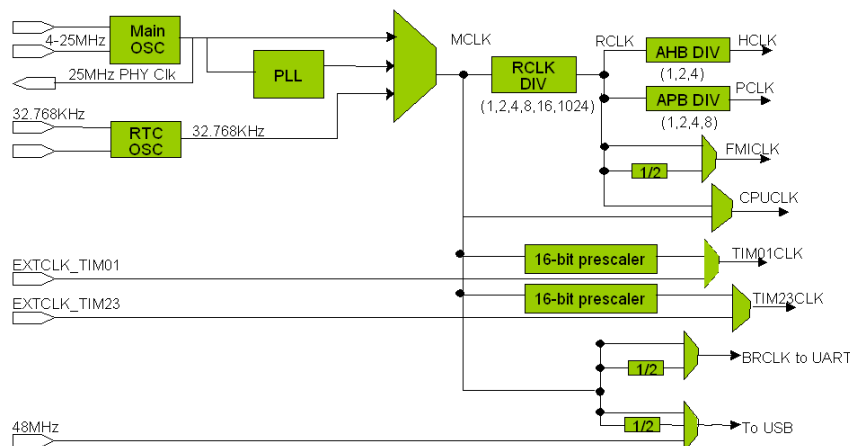 4-25MHz
Main
OSC
25MHz PHY Clk
PLL
32.768KHz
RTC
OSC
32.768KHz
MCLK
RCLK
DIV
(1,2,4,8,16,1024)
RCLK
AHB DIV
(1,2,4)
HCLK
APB DIV
(1,2,4,8)
PCLK
1/2
FMICLK
CPUCLK
EXTCLK_TIM01
16-bit prescaler
TIM01CLK
EXTCLK_TIM23
16-bit prescaler
TIM23CLK
1/2
BRCLK to UART
48MHz
1/2
To USB